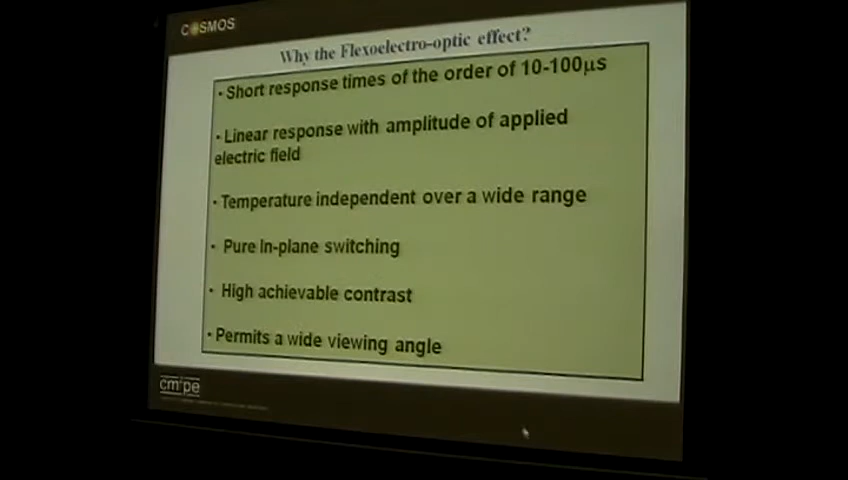 COSMOS
Why the Flexoelectro-optic effect?
• Short response times of the order of 10-100μs
• Linear response with amplitude of applied
electric field
• Temperature independent over a wide range
• Pure In-plane switching
• High achievable contrast
• Permits a wide viewing angle
cm²pe